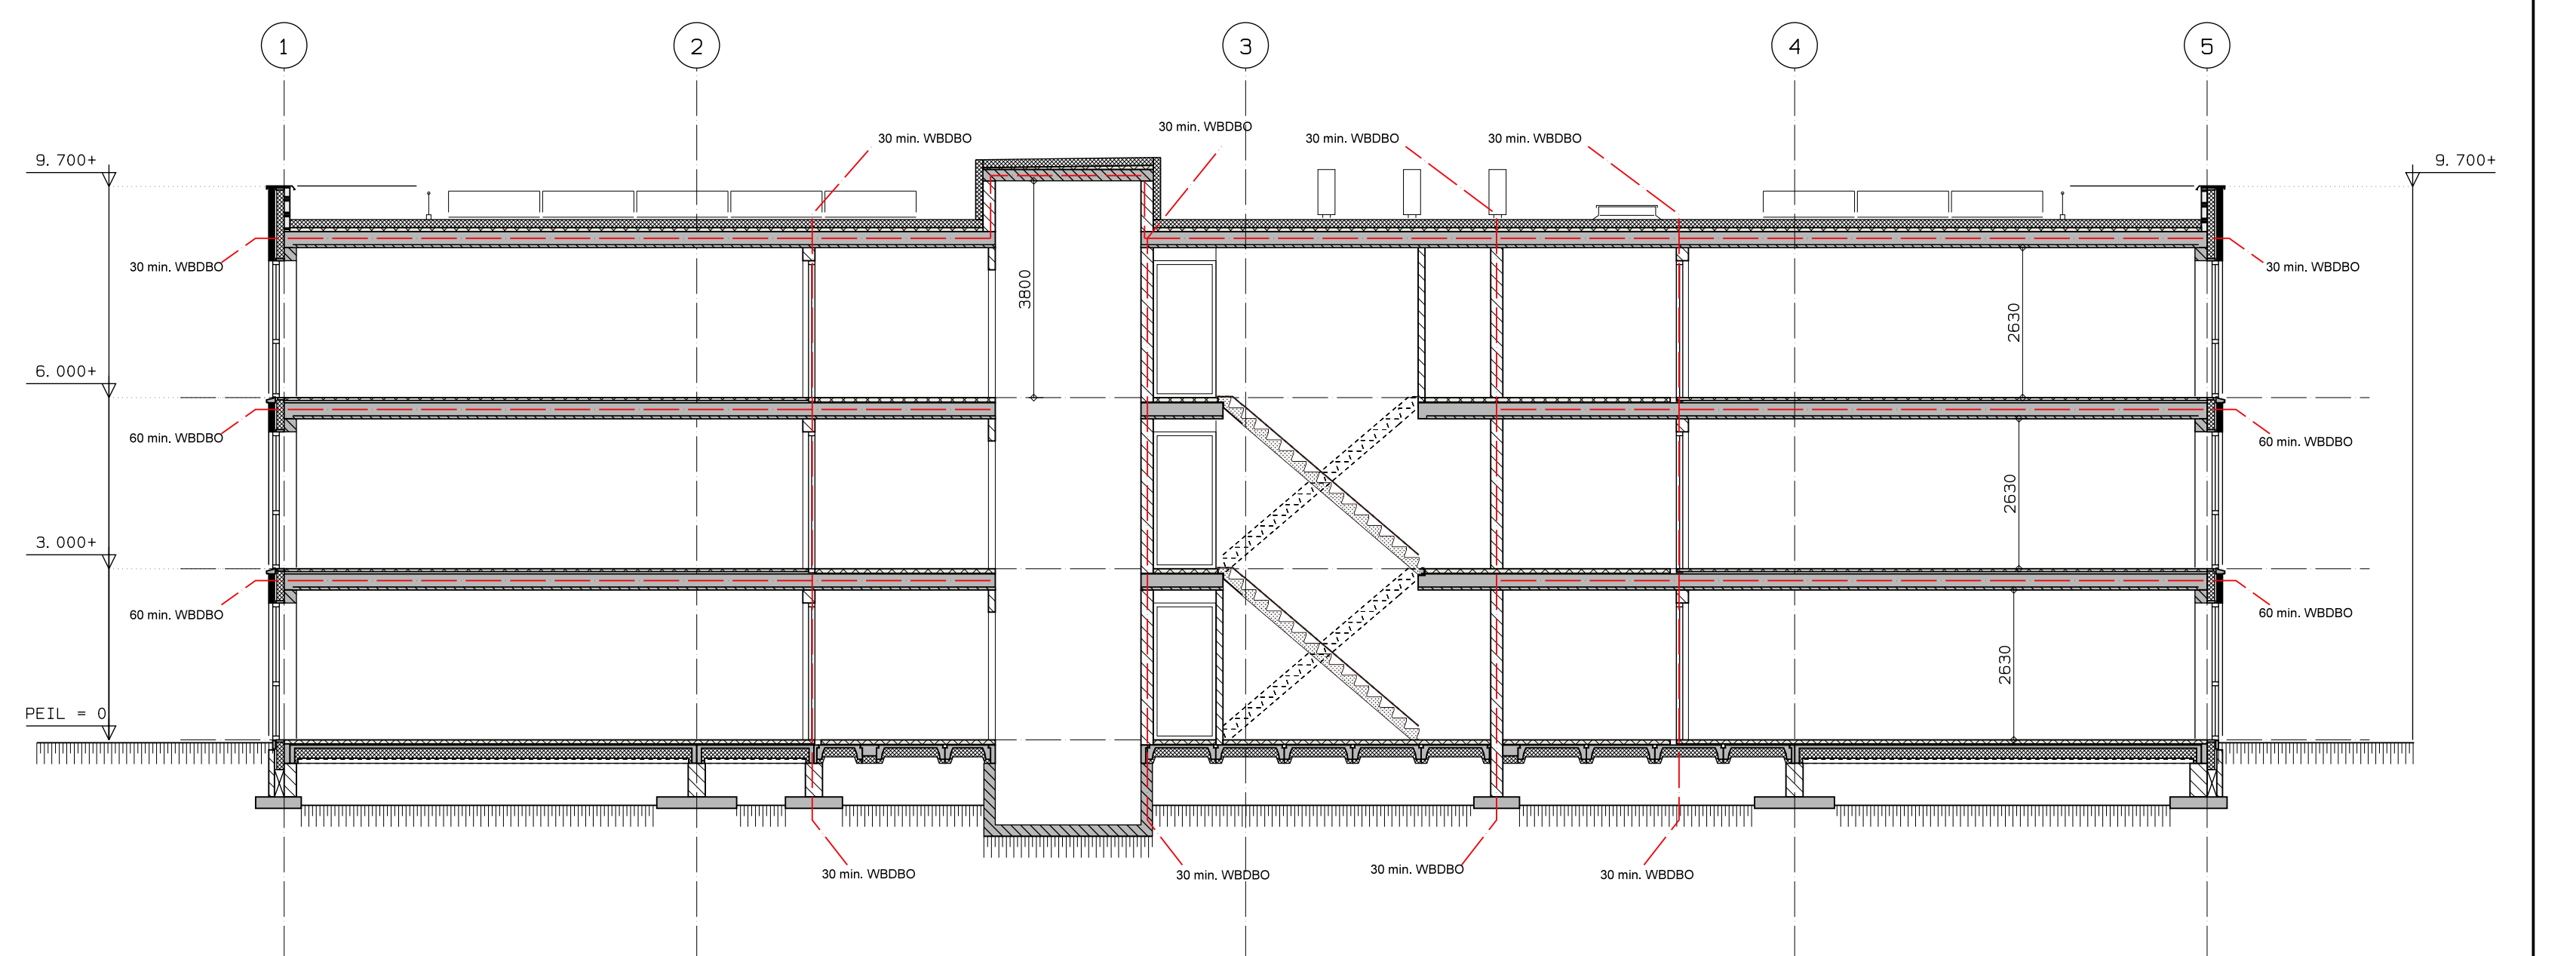 1
2
3
4
5
30 min. WBDBO
30 min. WBDBO
30 min. WBDBO
30 min. WBDBO
9. 700+
9. 700+
30 min. WBDBO
30 min. WBDBO
3800
2630
6. 000+
60 min. WBDBO
60 min. WBDBO
2630
3. 000+
60 min. WBDBO
60 min. WBDBO
2630
PEIL = 0
30 min. WBDBO
30 min. WBDBO
30 min. WBDBO
30 min. WBDBO